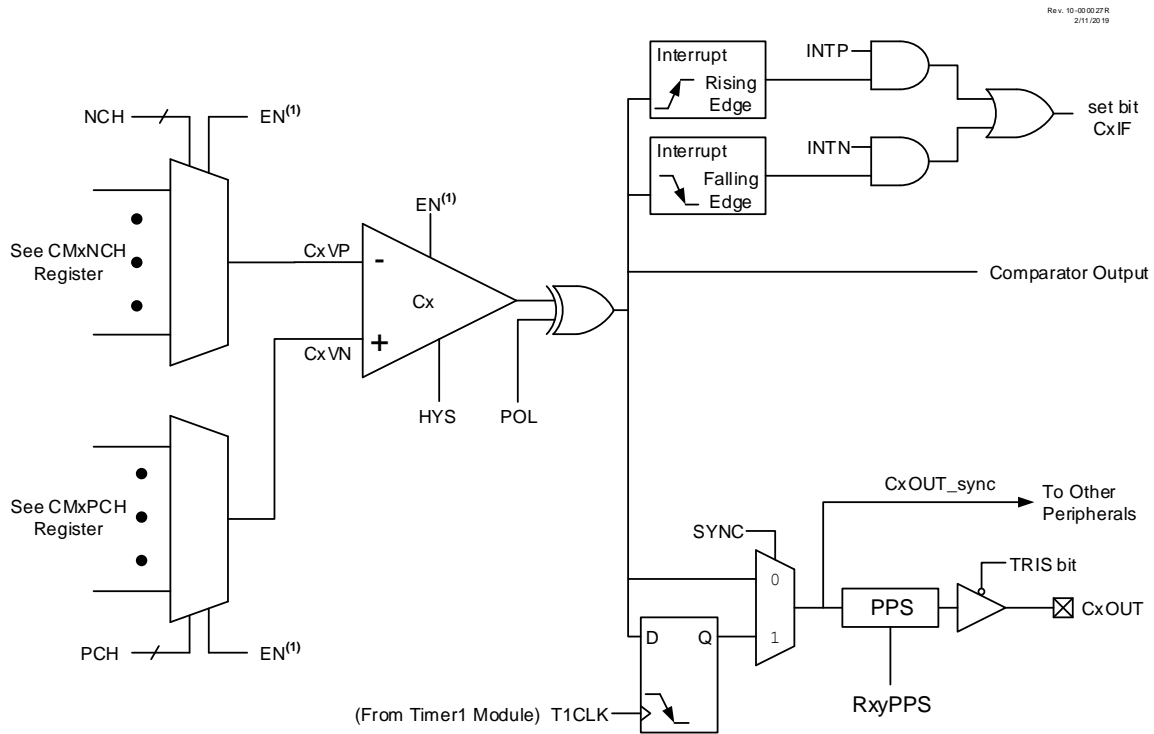 Rev. 10-000027R
2/11/2019
NCH
EN(1)
See CMxNCH
Register
CxVP
EN(1)
-
Cx
+
CxVN
HYS
POL
Interrupt
Rising
Edge
INTP
Interrupt
Falling
Edge
INTN
set bit
CxIF
Comparator Output
See CMxPCH
Register
PCH
EN(1)
CxOUT_sync
To Other
Peripherals
SYNC
0
1
TRIS bit
PPS
CxOUT
RxyPPS
D Q
(From Timer1 Module) T1CLK